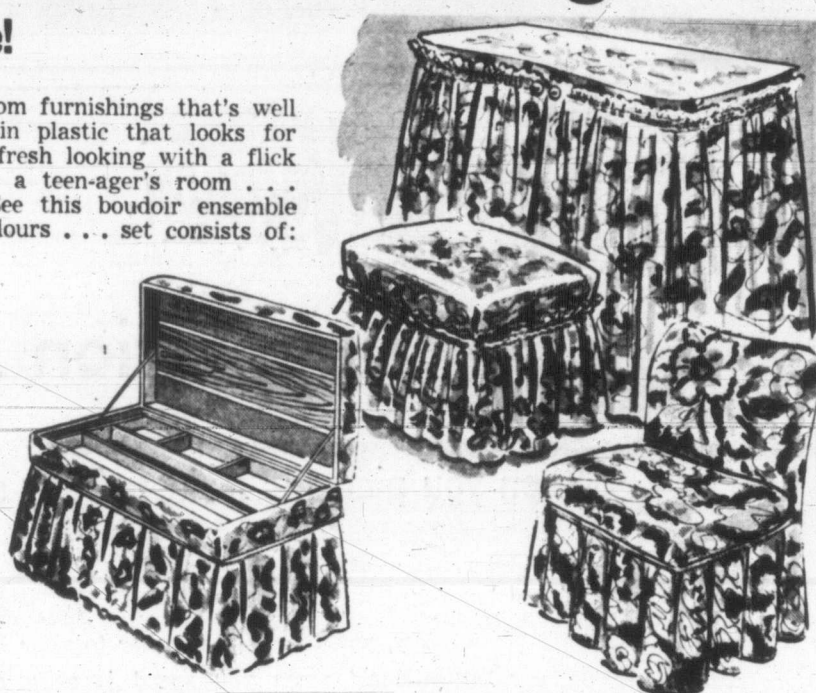 !
om furnishings that's well
in plastic that looks for
fresh looking with a flick
a teen-ager's room . . .
ee this boudoir ensemble
lours . . . set consists of: